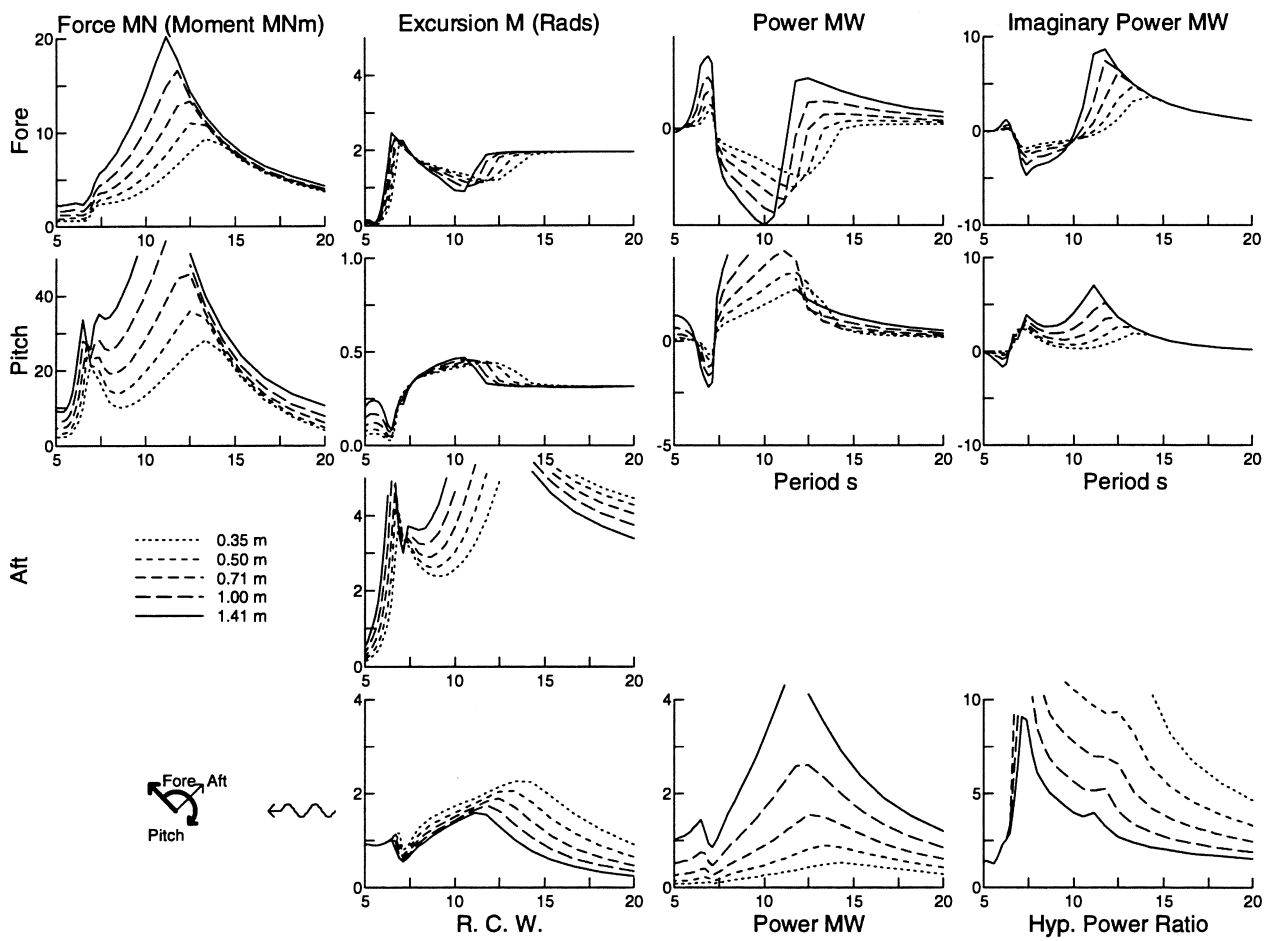 Force MN (Moment MNm) Excursion M (Rads) Power MW Imaginary Power MW
Fore
20
10
0
5 10 15 20
4
2
0
5 10 15 20
0
5 10 15 20
10
0
-10
5 10 15 20
Pitch
40
20
0
5 10 15 20
1.0
0.5
0.0
5 10 15 20
0
-5
5 10 15 20
Period s
10
0
-10
5 10 15 20
Period s
Aft
0.35 m
0.50 m
0.71 m
1.00 m
1.41 m
4
2
0
5 10 15 20
Fore Aft
Pitch
4
2
0
5 10 15 20
R. C. W.
4
2
0
5 10 15 20
Power MW
10
5
0
5 10 15 20
Hyp. Power Ratio